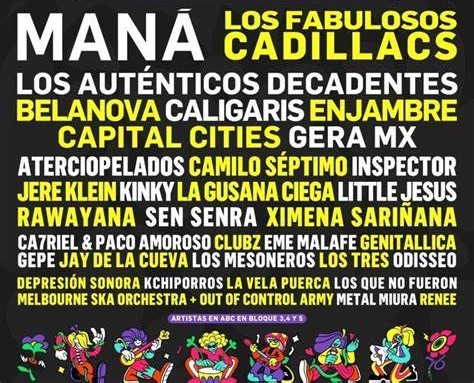 MANÁ LOS FABULOSOS CADILLACS
LOS AUTÉNTICOS DECADENTES
BELANOVA CALIGARIS ENJAMBRE
CAPITAL CITIES GERA MX
ATERCIOPELADOS CAMILO SÉPTIMO INSPECTOR
JERE KLEIN KINKY LA GUSANA CIEGA LITTLE JESUS
RAWAYANA SEN SENRA XIMENA SARIÑANA
CA7RIEL & PACO AMOROSO CLUBZ EME MALAFE GENITALLICA
GEPE JAY DE LA CUEVA LOS MESONEROS LOS TRES ODISSEO
DEPRESIÓN SONORA KCHIPORROS LA VELA PUERCA LOS QUE NO FUERON
MELBOURNE SKA ORCHESTRA + OUT OF CONTROL ARMY METAL MIURA RENEE
ARTISTAS EN ABC EN BLOQUE 3,4 Y 5